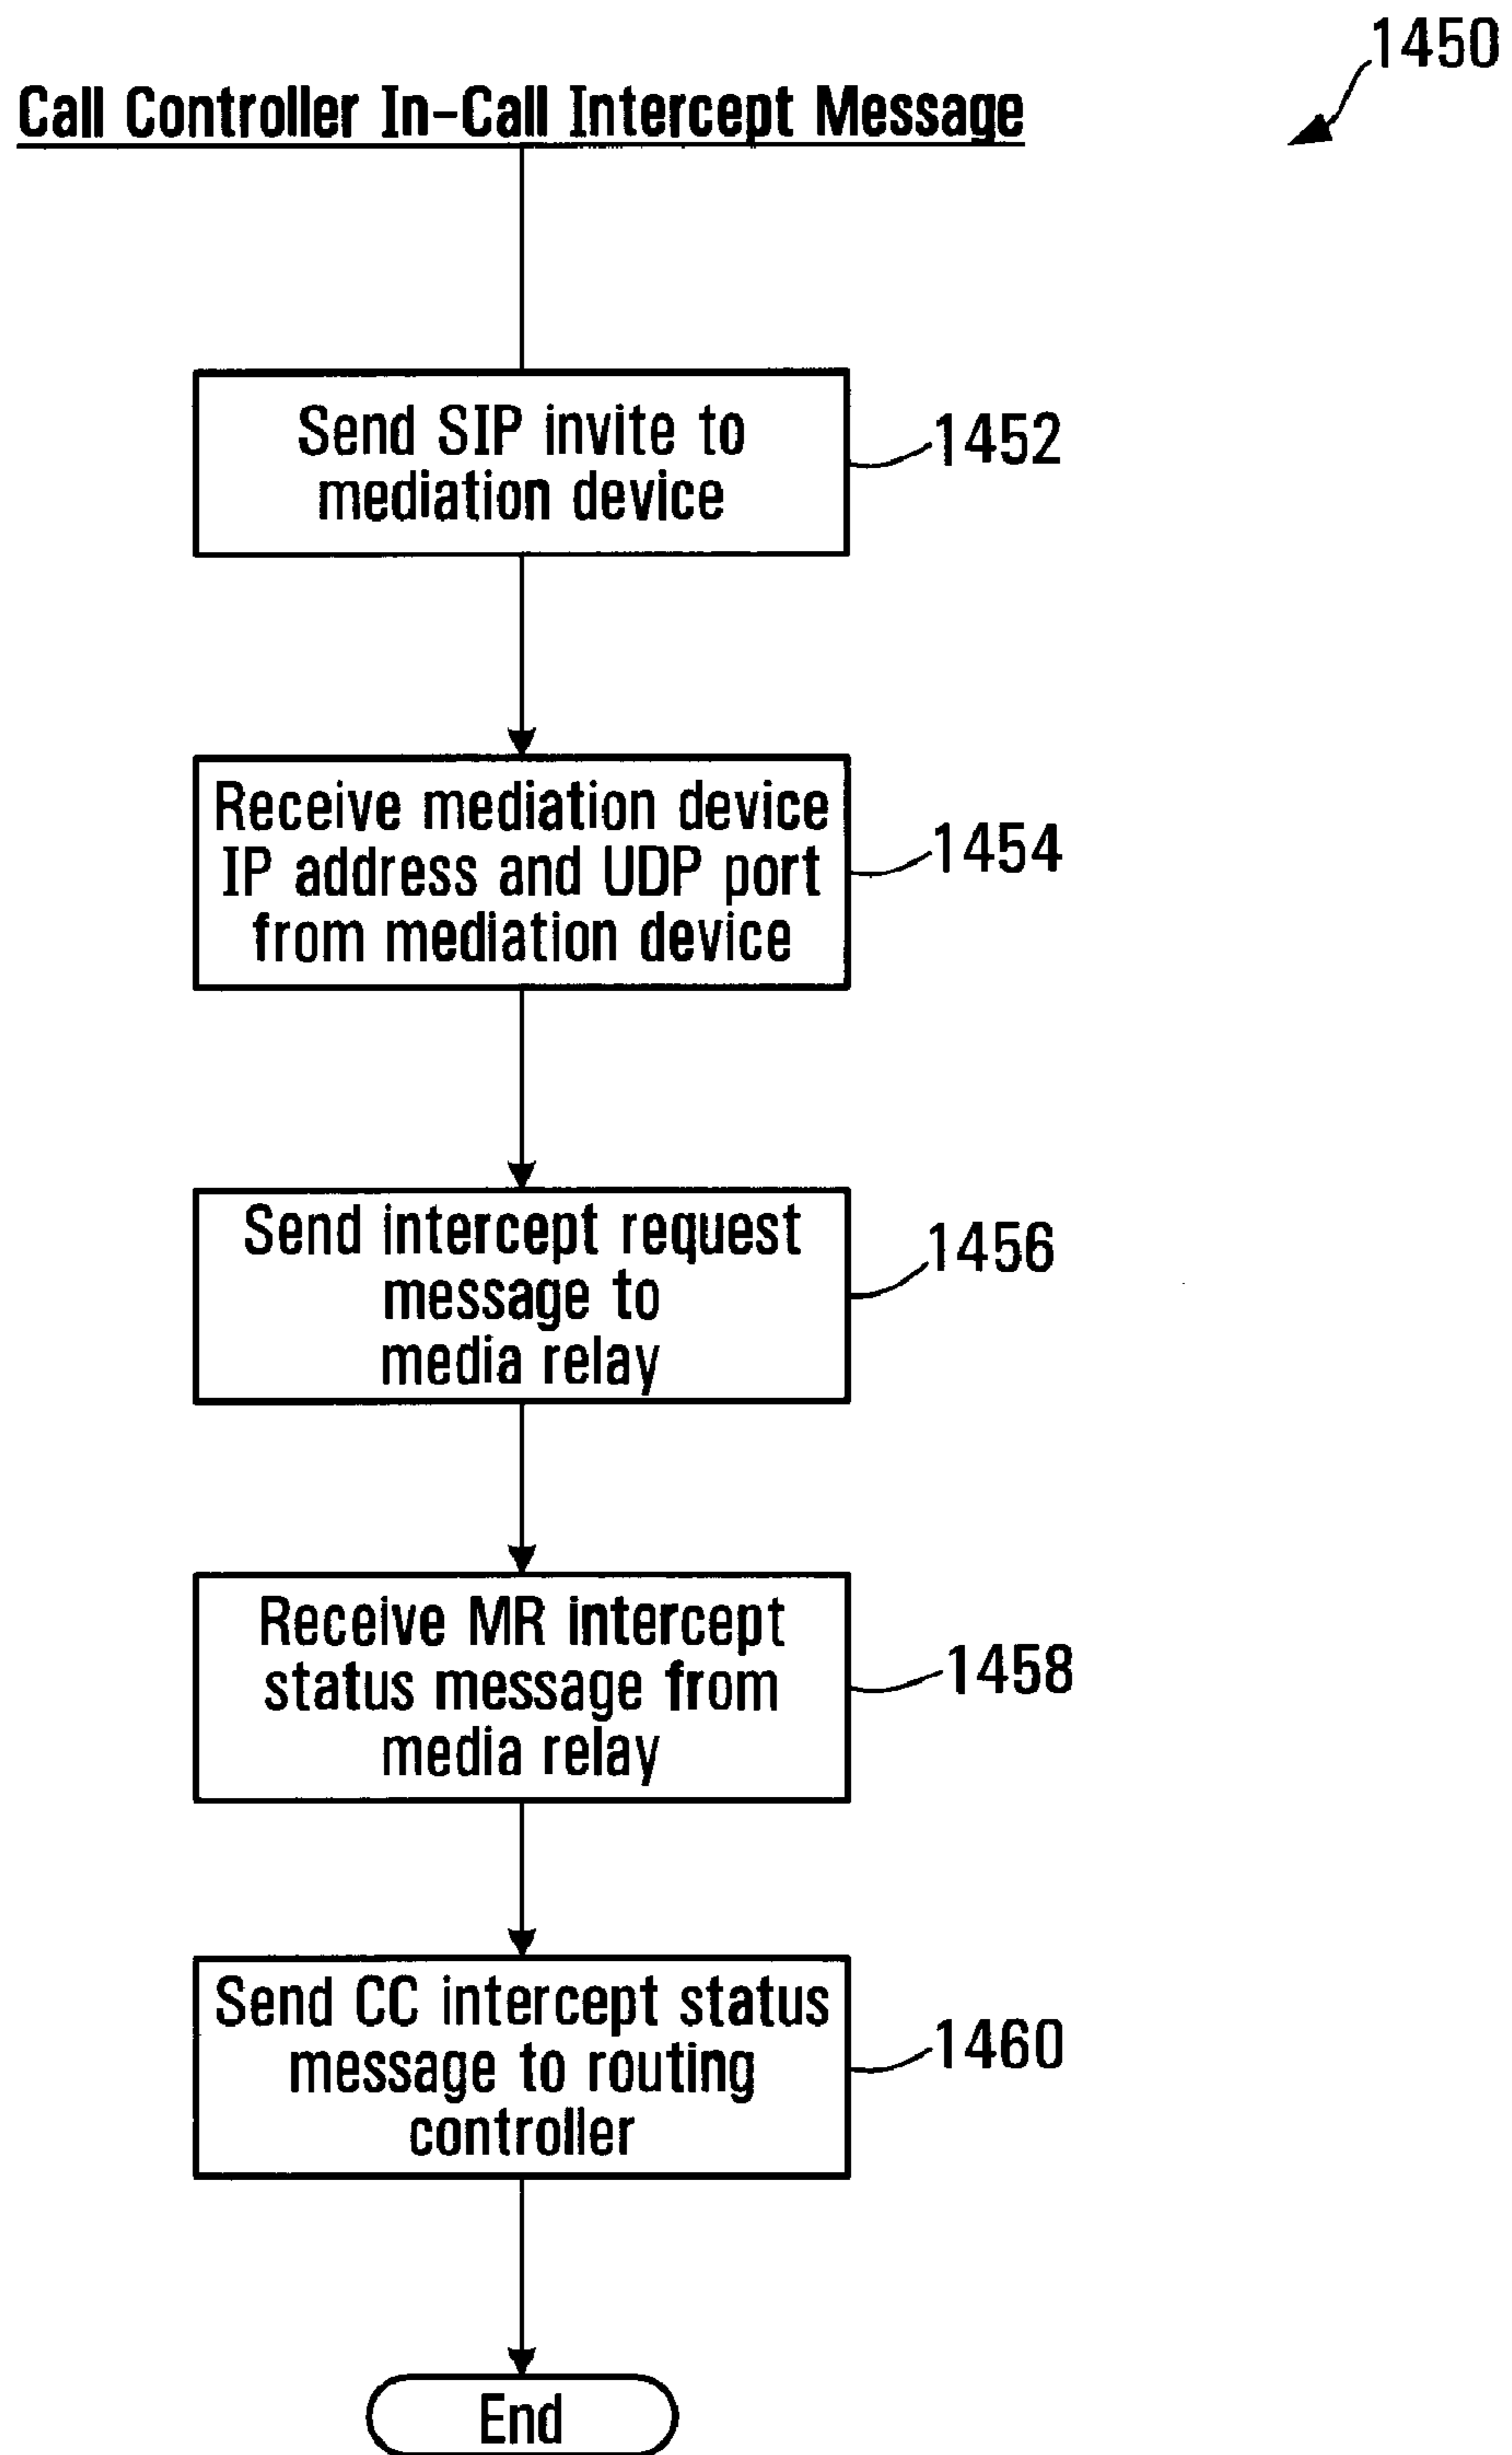 1450
Call Controller In-Call Intercept Message
Send SIP invite to
mediation device
1452
Receive mediation device
IP address and UDP port
from mediation device
1454
Send intercept request
message to
media relay
1456
Receive MR intercept
status message from
media relay
1458
Send CC intercept status
message to routing
controller
1460
End